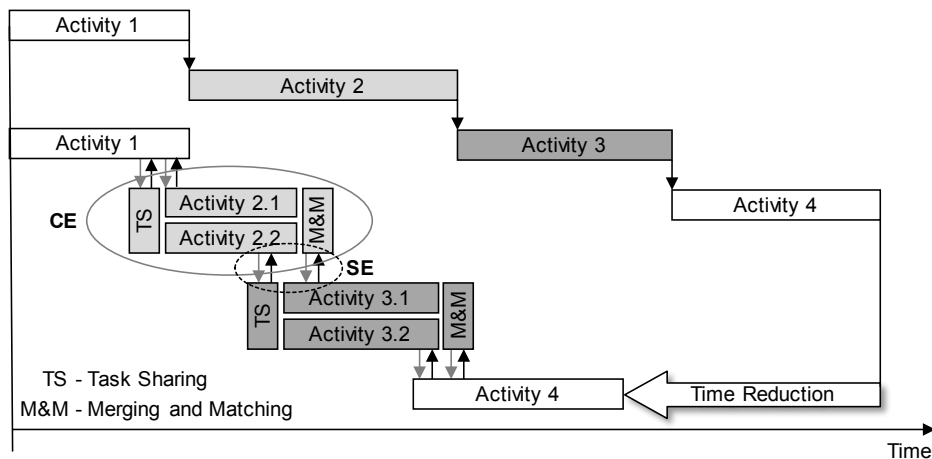 Activity 1
Activity 2
Activity 1
Activity 3
TS
Activity 2.1
M&M
Activity 4
CE
Activity 2.2
SE
TS
Activity 3.1
M&M
Activity 3.2
TS - Task Sharing
Activity 4
Time Reduction
M&M - Merging and Matching
Time